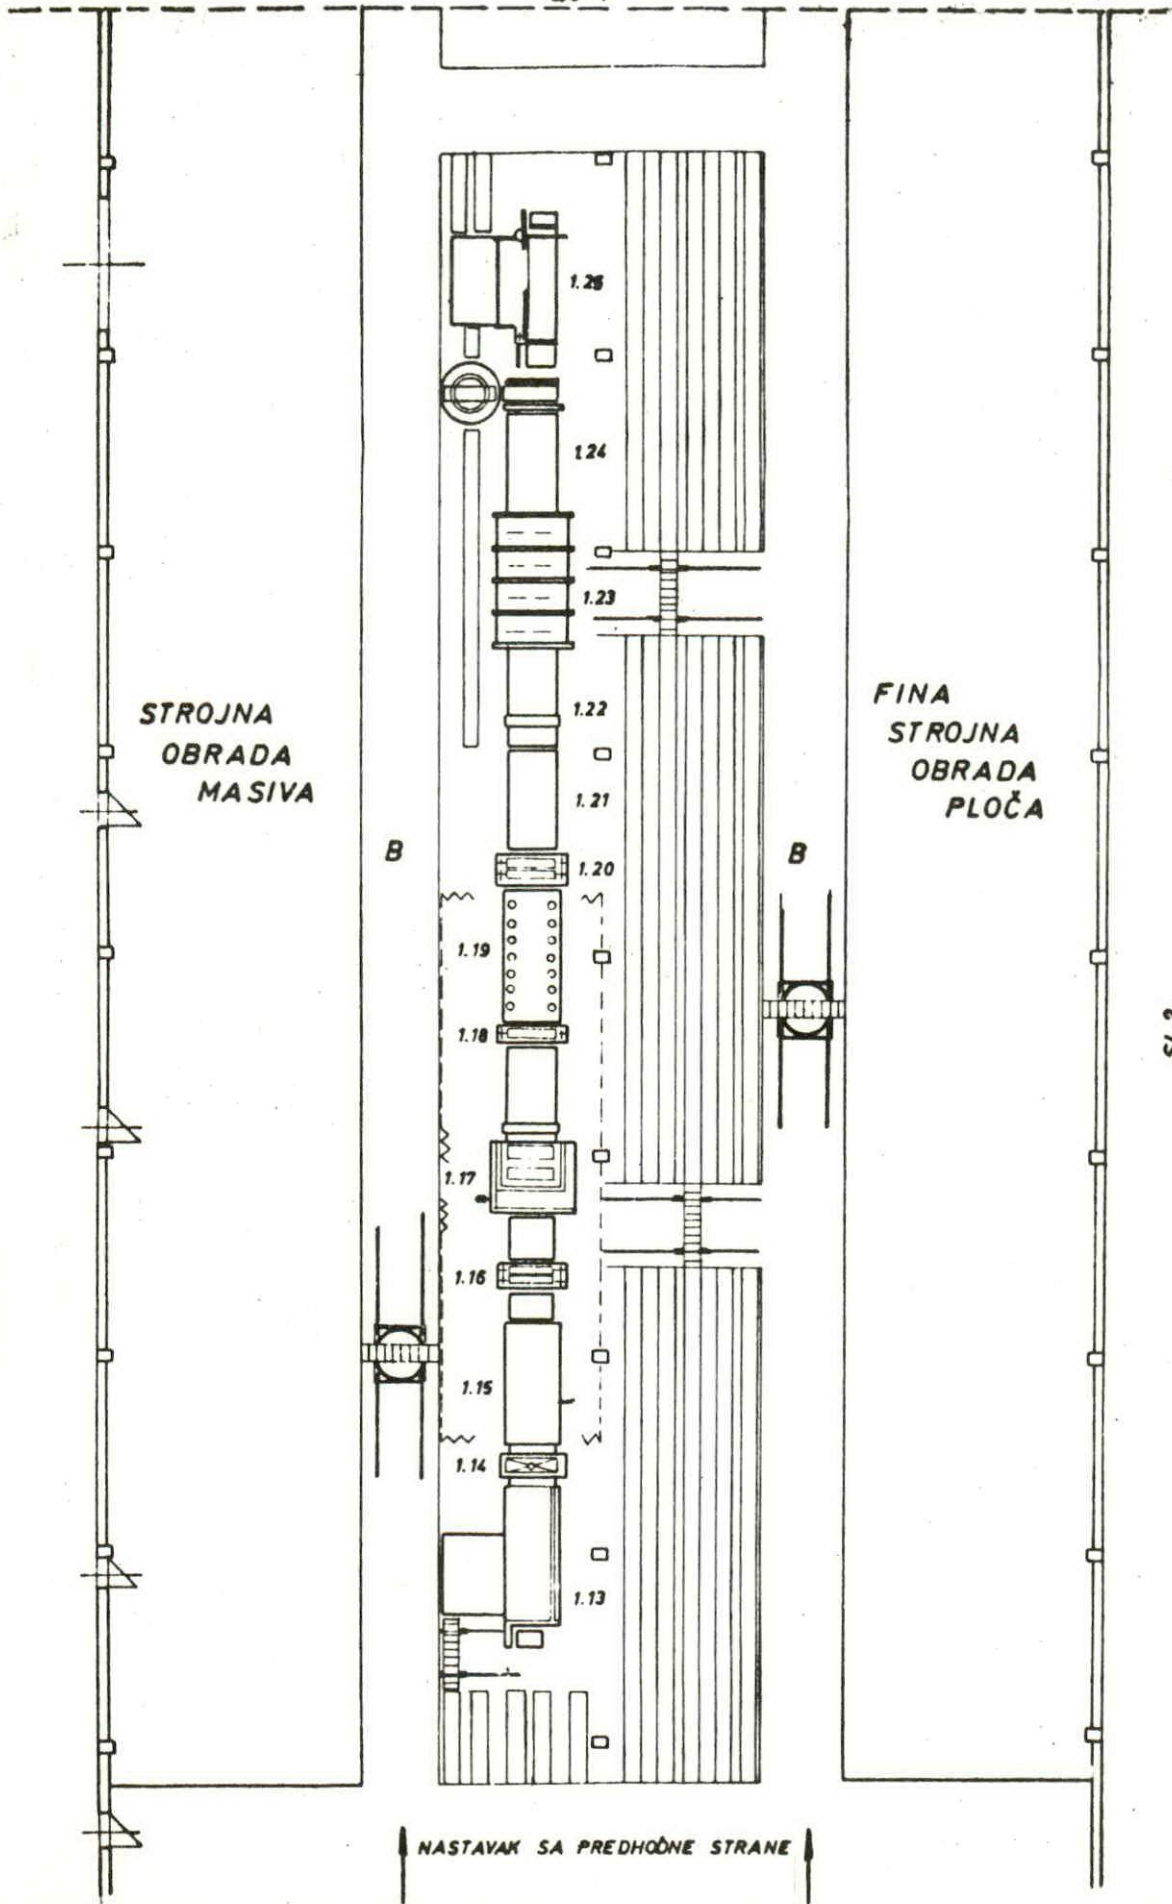 1.25
1.24
1.23
1.22
1.21
1.20
1.19
1.18
1.17
1.16
1.15
1.14
1.13
STROJNA
OBRADA
MASIVA
B
FINA
STROJNA
OBRADA
PLOČA
B
NASTAVAK SA PREDHODNE STRANE